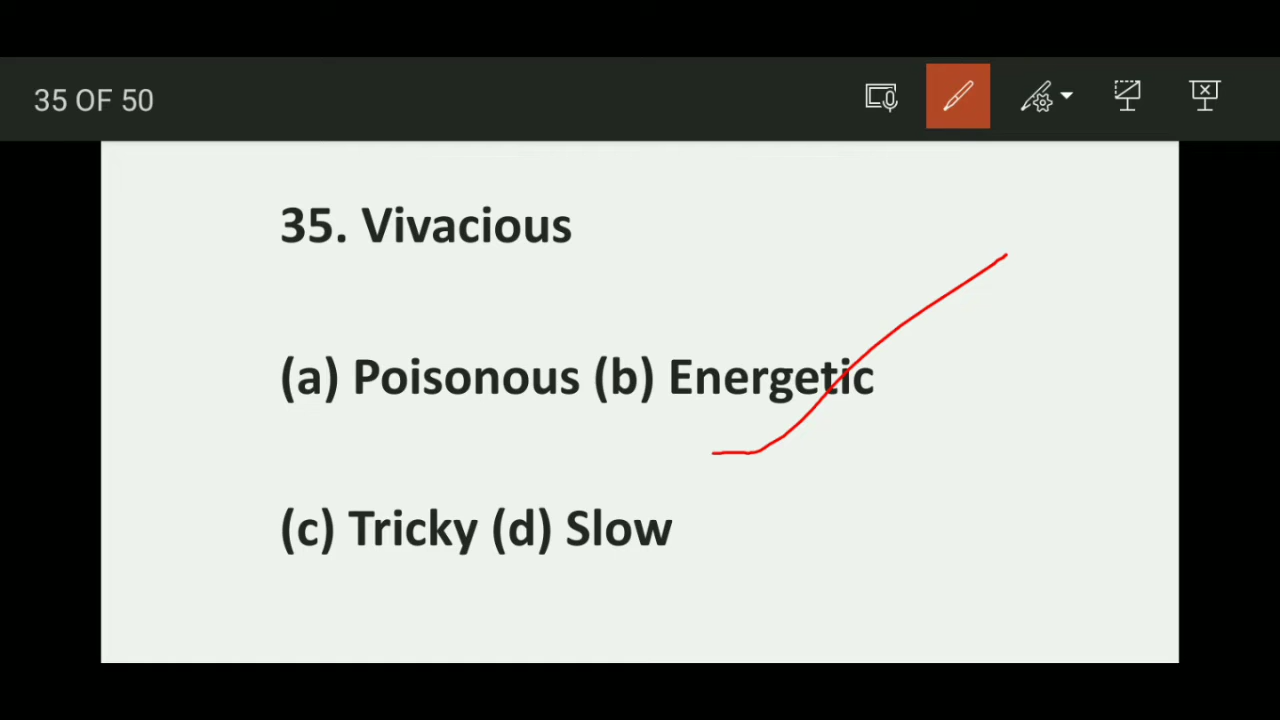 35 OF 50
35. Vivacious
(a) Poisonous (b) Energetic
(c) Tricky (d) Slow